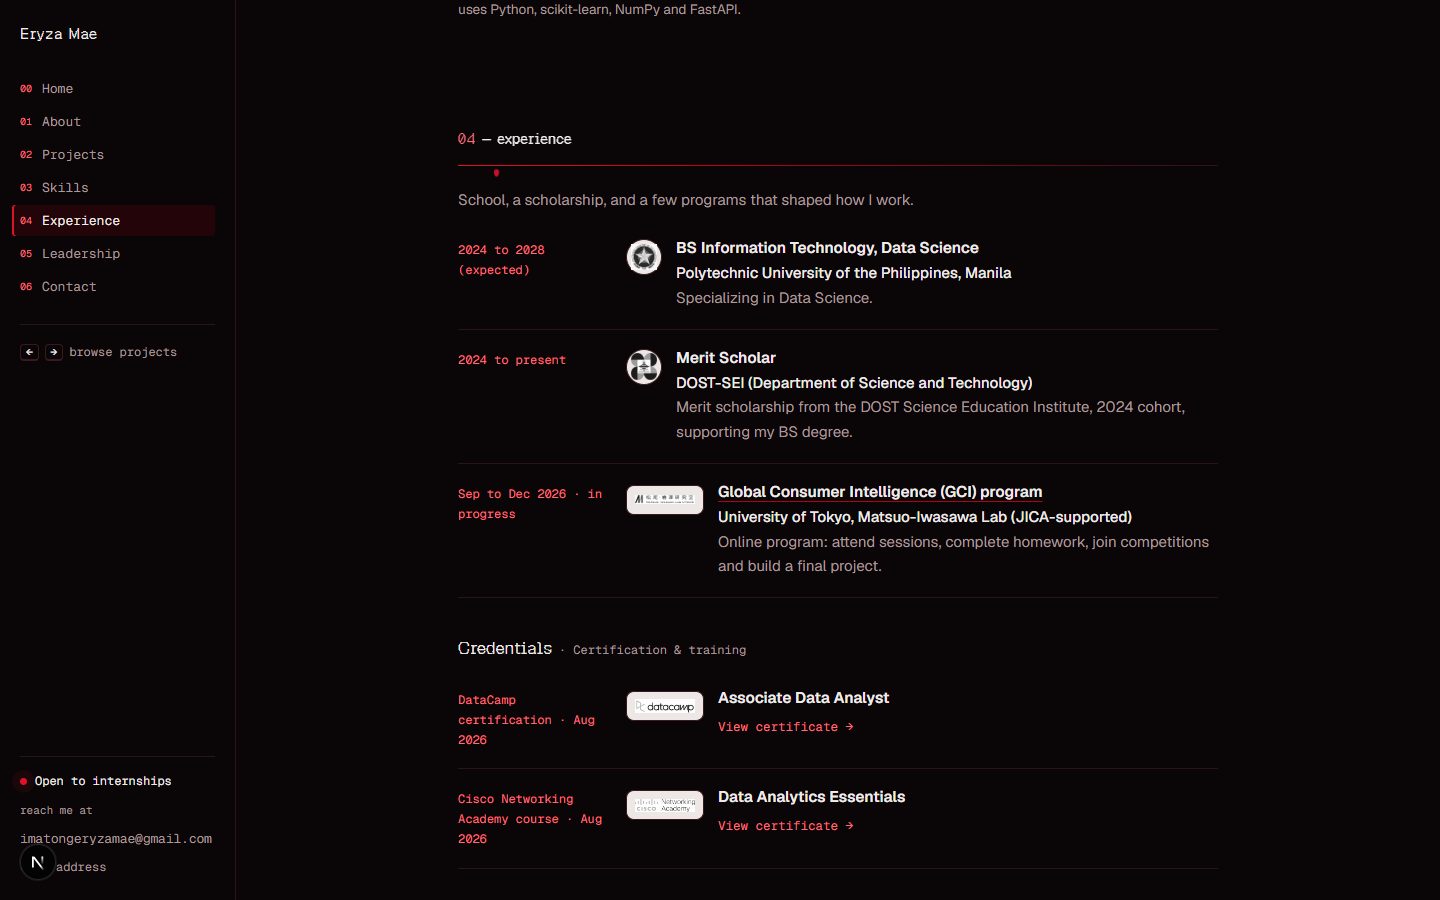 Eryza Mae
00 Home
01 About
02 Projects
03 Skills
04 Experience
05 Leadership
06 Contact
← → browse projects
Open to internships
reach me at
imatongeryzamae@gmail.com
N
address
uses Python, scikit-learn, NumPy and FastAPI.
04 — experience
School, a scholarship, and a few programs that shaped how I work.
2024 to 2028
(expected)
BS Information Technology, Data Science
Polytechnic University of the Philippines, Manila
Specializing in Data Science.
2024 to present
Merit Scholar
DOST-SEI (Department of Science and Technology)
Merit scholarship from the DOST Science Education Institute, 2024 cohort,
supporting my BS degree.
Sep to Dec 2026 · in
progress
Global Consumer Intelligence (GCI) program
University of Tokyo, Matsuo-Iwasawa Lab (JICA-supported)
Online program: attend sessions, complete homework, join competitions
and build a final project.
Credentials · Certification & training
DataCamp
certification · Aug
2026
datacamp
Associate Data Analyst
View certificate →
Cisco Networking
Academy course · Aug
2026
cisco Networking
Academy
Data Analytics Essentials
View certificate →